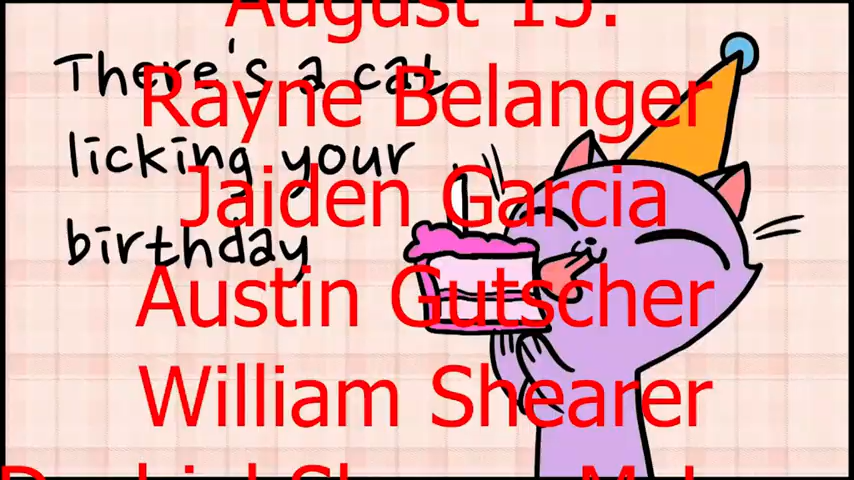 August 15:
There's a cat
Rayne Belanger
licking your
Jaiden Garcia
birthday
Austin Gutscher
William Shearer